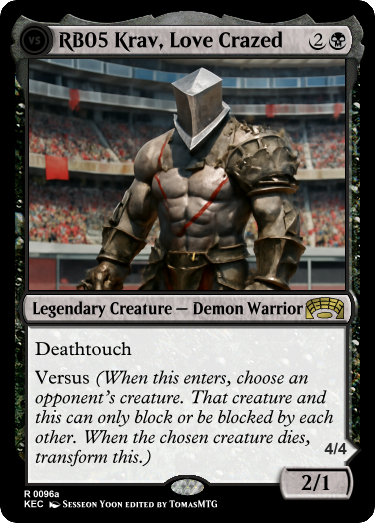 VS RB05 Krav, Love Crazed 2
Legendary Creature — Demon Warrior
Deathtouch
Versus (When this enters, choose an
opponent's creature. That creature and
this can only block or be blocked by each
other. When the chosen creature dies,
transform this.)
4/4
2/1
R 0096a
KEC Sesseon Yoon edited by TomasMTG